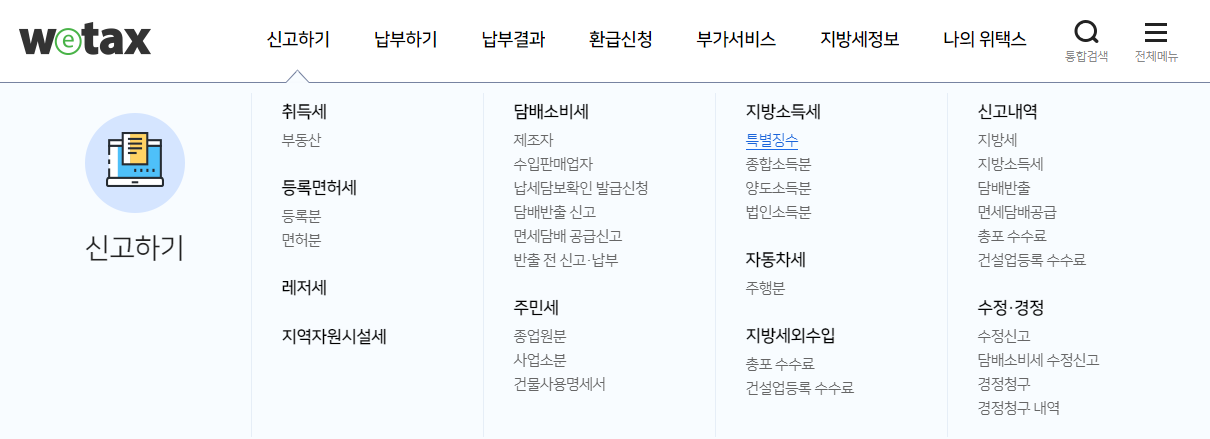 wetax
신고하기
납부하기
납부결과
환급신청
부가서비스
지방세정보
나의 위택스
통합검색
전체메뉴
신고하기
취득세
부동산
등록면허세
등록분
면허분
레저세
지역자원시설세
담배소비세
제조자
수입판매업자
납세담보확인 발급신청
담배반출 신고
면세담배 공급신고
반출 전 신고·납부
주민세
종업원분
사업소분
건물사용명세서
지방소득세
특별징수
종합소득분
양도소득분
법인소득분
자동차세
주행분
지방세외수입
총포 수수료
건설업등록 수수료
신고내역
지방세
지방소득세
담배반출
면세담배공급
총포 수수료
건설업등록 수수료
수정·경정
수정신고
담배소비세 수정신고
경정청구
경정청구 내역